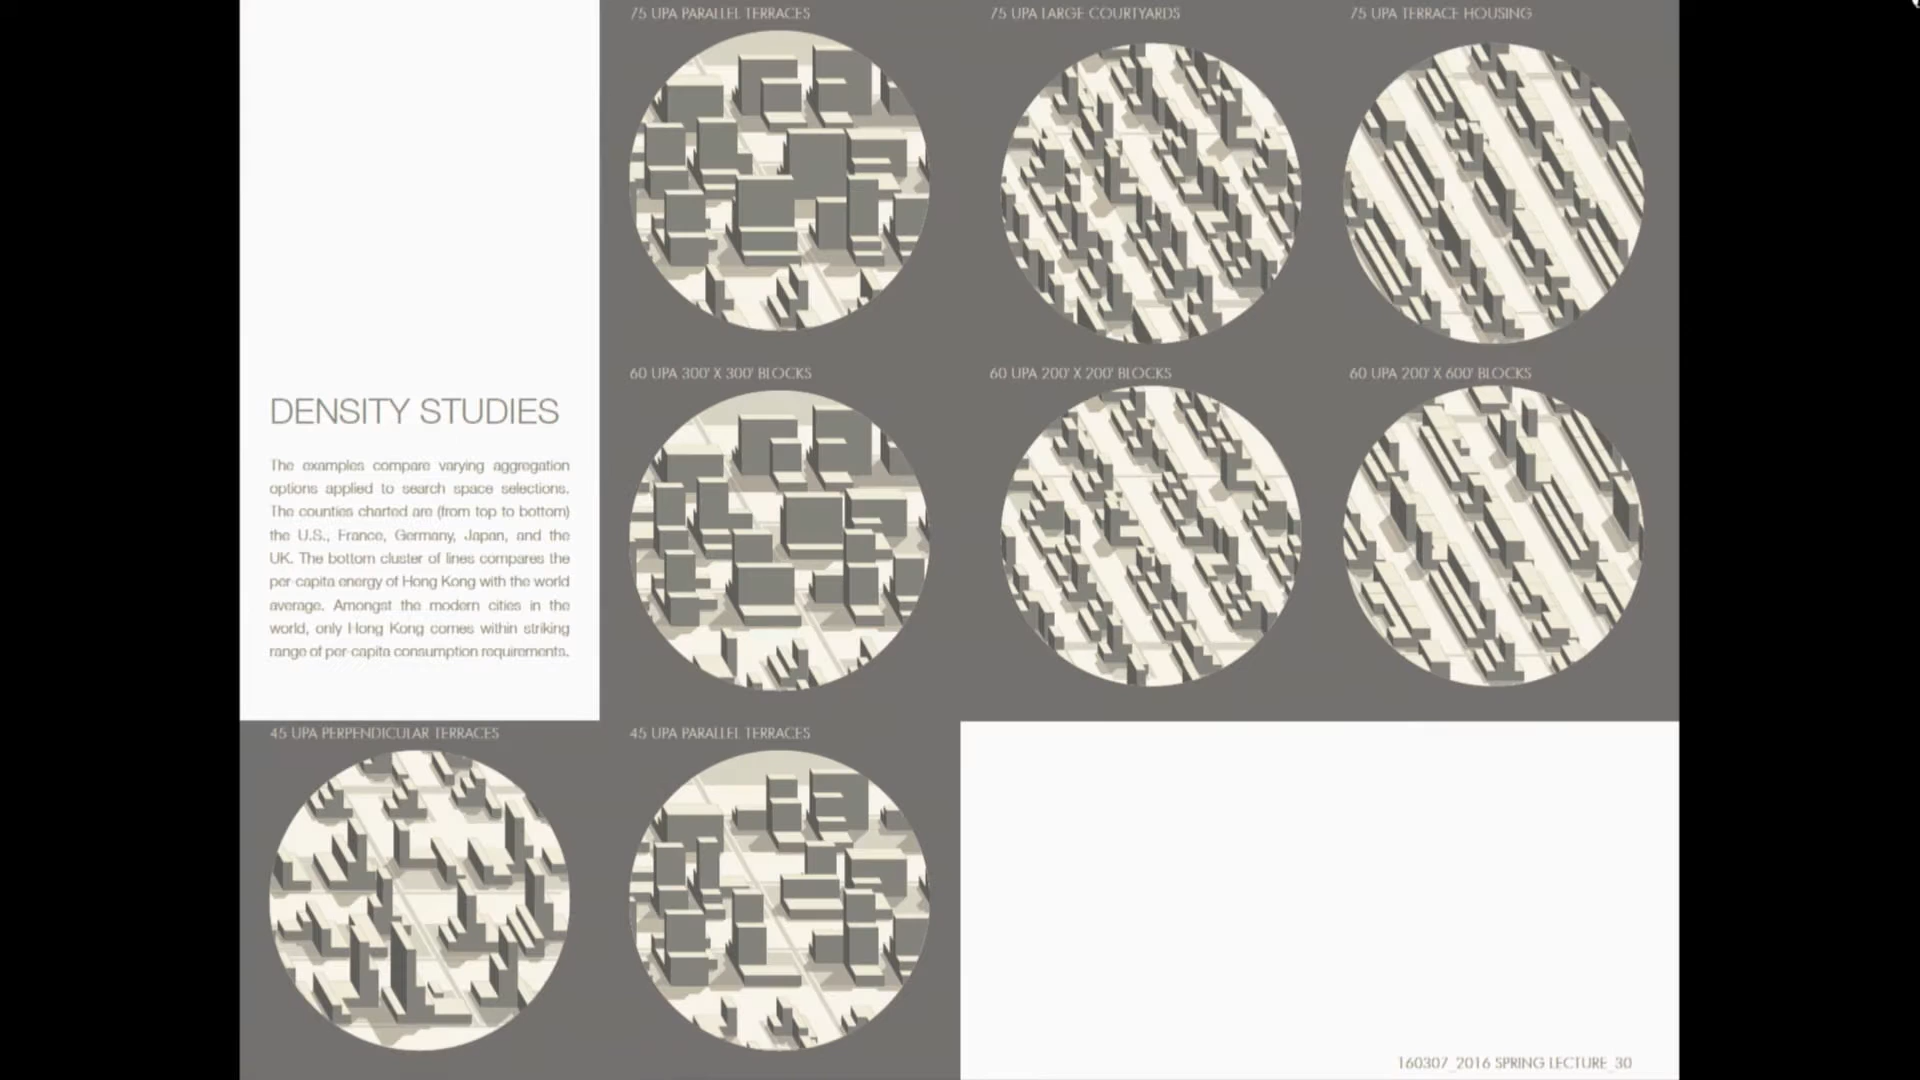 75 UPA PARALLEL TERRACES
75 UPA LARGE COURTYARDS
75 UPA TERRACE HOUSING
DENSITY STUDIES
The examples compare varying aggregation
options applied to search space selections.
The counties charted are (from top to bottom)
the U.S., France, Germany, Japan, and the
UK. The bottom cluster of lines compares the
per-capita energy of Hong Kong with the world
average. Amongst the modern cities in the
world, only Hong Kong comes within striking
range of per-capita consumption requirements.
60 UPA 300' X 300' BLOCKS
60 UPA 200' X 200' BLOCKS
60 UPA 200' X 600' BLOCKS
45 UPA PERPENDICULAR TERRACES
45 UPA PARALLEL TERRACES
160307_2016 SPRING LECTURE_30